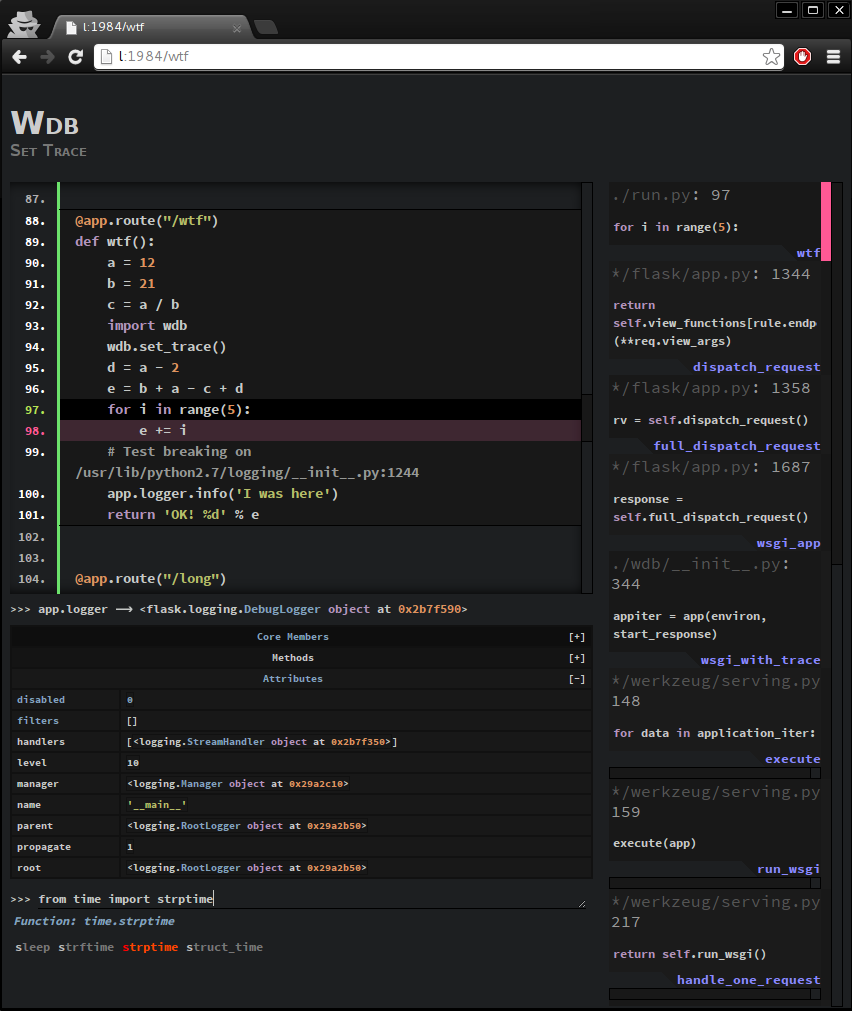 l:1984/wtf
l:1984/wtf
WDB
SET TRACE
87.
88. @app.route("/wtf")
89. def wtf():
90. a = 12
91. b = 21
92. c = a / b
93. import wdb
94. wdb.set_trace()
95. d = a - 2
96. e = b + a - c + d
97. for i in range(5):
98. e += i
99. # Test breaking on
/usr/lib/python2.7/logging/__init__.py:1244
100. app.logger.info('I was here')
101. return 'OK! %d' % e
102.
103.
104. @app.route("/long")
>>> app.logger ⟶ <flask.logging.DebugLogger object at 0x2b7f590>
Core Members [+]
Methods [+]
Attributes [-]
disabled 0
filters []
handlers [<logging.StreamHandler object at 0x2b7f350>]
level 10
manager <logging.Manager object at 0x29a2c10>
name '__main__'
parent <logging.RootLogger object at 0x29a2b50>
propagate 1
root <logging.RootLogger object at 0x29a2b50>
>>> from time import strptime
Function: time.strptime
sleep strftime strptime struct_time
./run.py: 97
for i in range(5):
wtf
*/flask/app.py: 1344
return
self.view_functions[rule.endp
(**req.view_args)
dispatch_request
*/flask/app.py: 1358
rv = self.dispatch_request()
full_dispatch_request
*/flask/app.py: 1687
response =
self.full_dispatch_request()
wsgi_app
./wdb/__init__.py:
344
appiter = app(environ,
start_response)
wsgi_with_trace
*/werkzeug/serving.py
148
for data in application_iter:
execute
*/werkzeug/serving.py
159
execute(app)
run_wsgi
*/werkzeug/serving.py
217
return self.run_wsgi()
handle_one_request